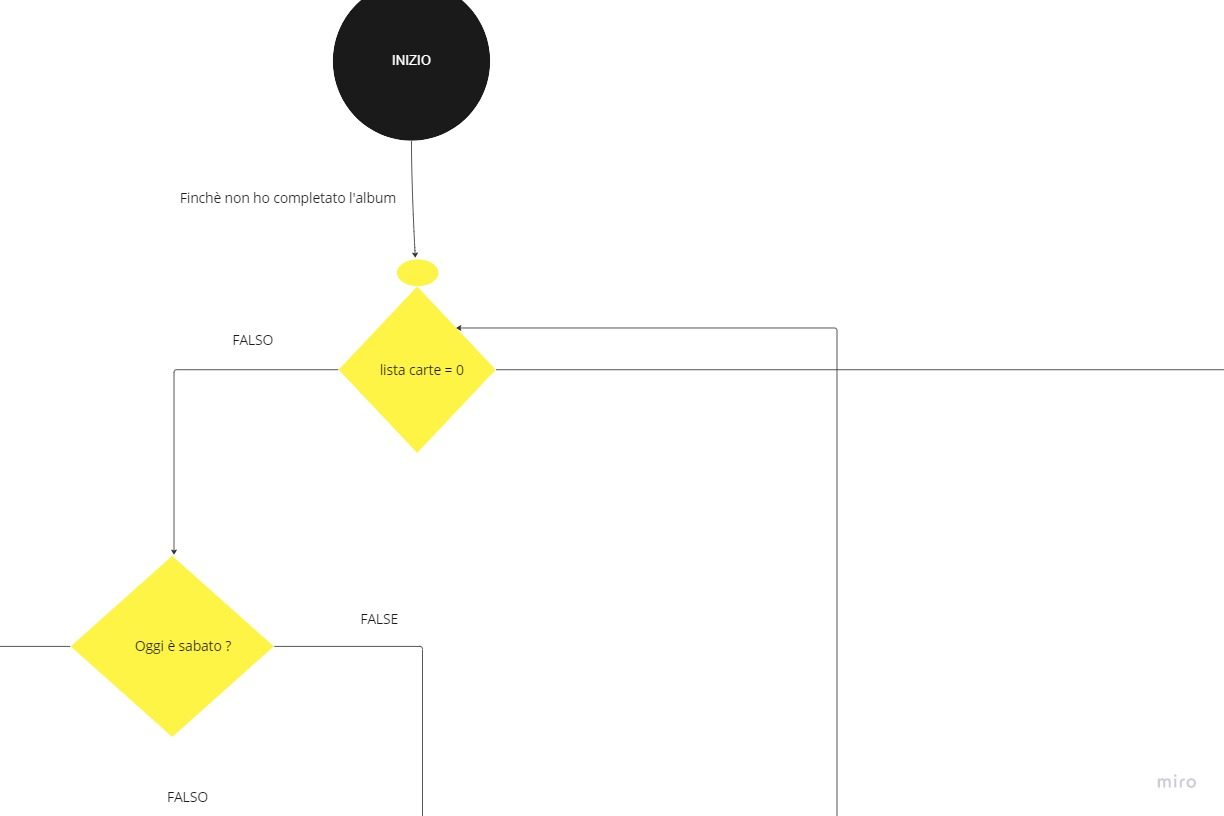 INIZIO
Finchè non ho completato l'album
FALSO
lista carte = 0
FALSE
Oggi è sabato ?
FALSO
miro